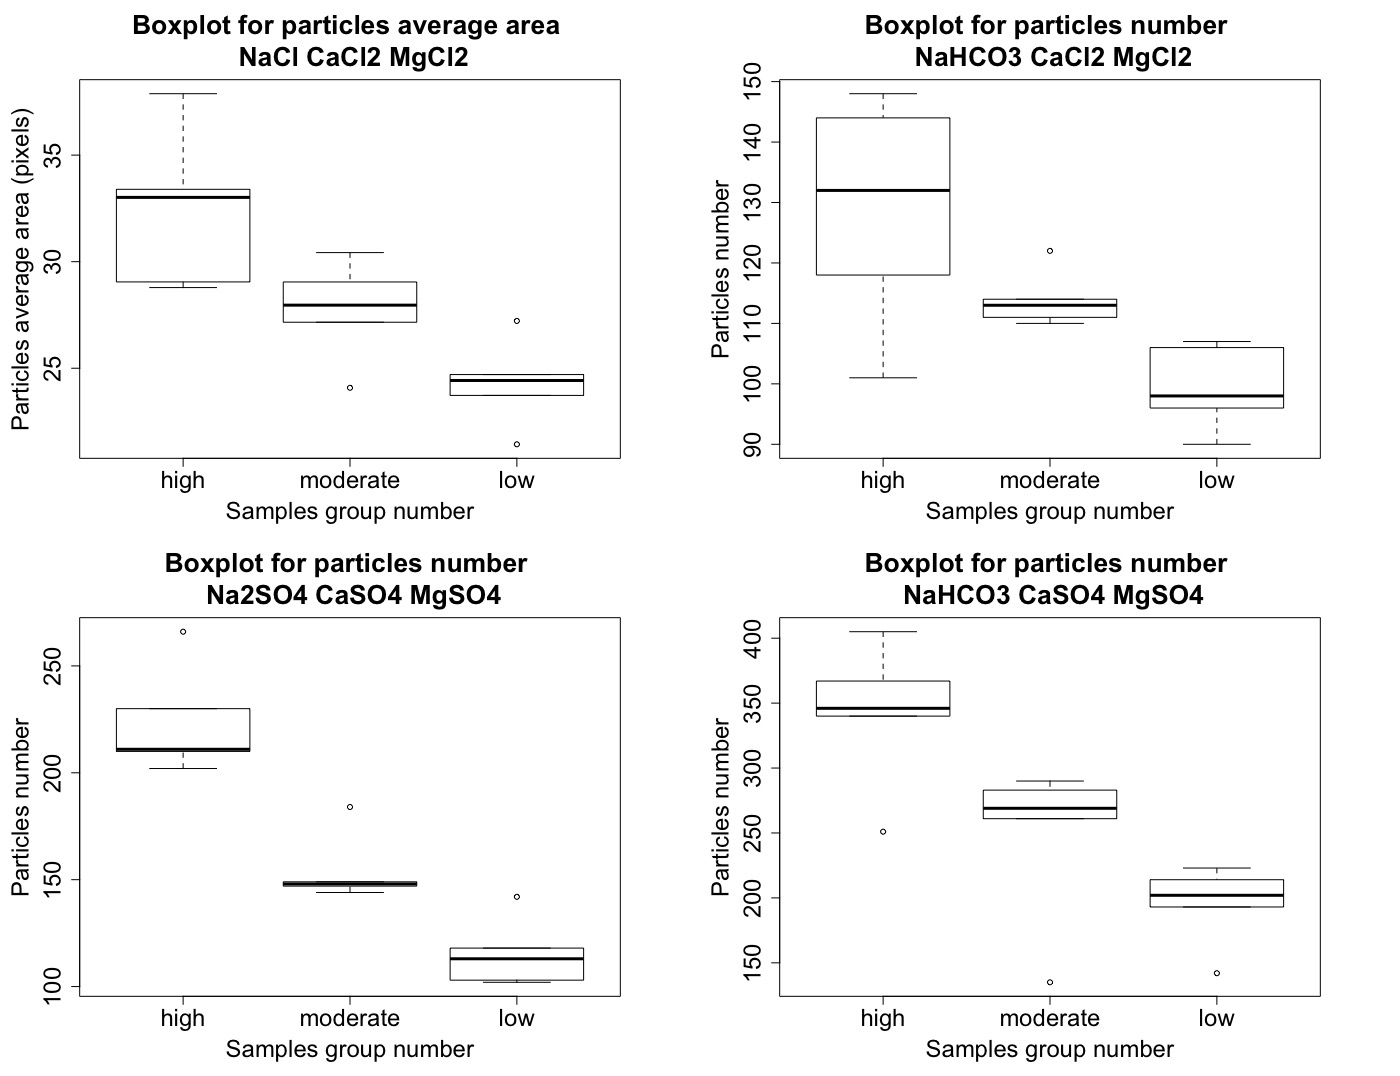 Boxplot for particles average area
NaCl CaCl2 MgCl2
Particles average area (pixels)
35
30
25
high moderate low
Samples group number
Boxplot for particles number
NaHCO3 CaCl2 MgCl2
Particles number
150
140
130
120
110
100
90
high moderate low
Samples group number
Boxplot for particles number
Na2SO4 CaSO4 MgSO4
Particles number
250
200
150
100
high moderate low
Samples group number
Boxplot for particles number
NaHCO3 CaSO4 MgSO4
Particles number
400
350
300
250
200
150
high moderate low
Samples group number